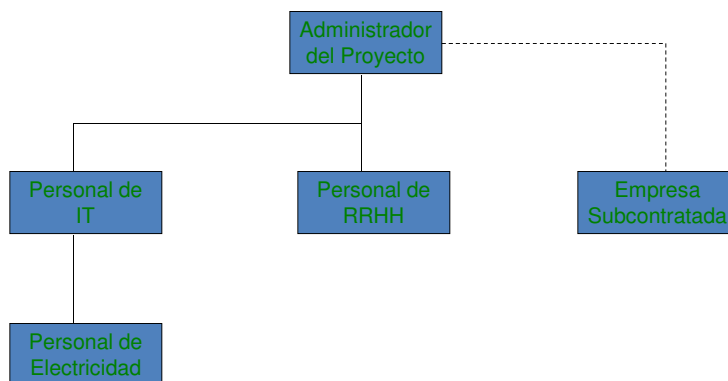 Administrador
del Proyecto
Personal de
IT
Personal de
RRHH
Empresa
Subcontratada
Personal de
Electricidad